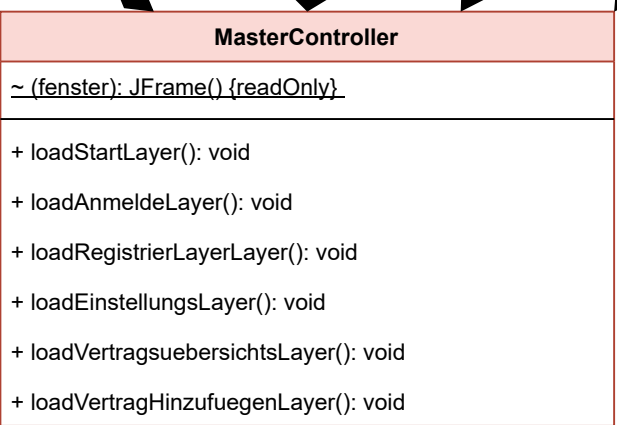 MasterController
~ (fenster): JFrame() {readOnly}
+ loadStartLayer(): void
+ loadAnmeldeLayer(): void
+ loadRegistrierLayerLayer(): void
+ loadEinstellungsLayer(): void
+ loadVertragsuebersichtsLayer(): void
+ loadVertragHinzufuegenLayer(): void